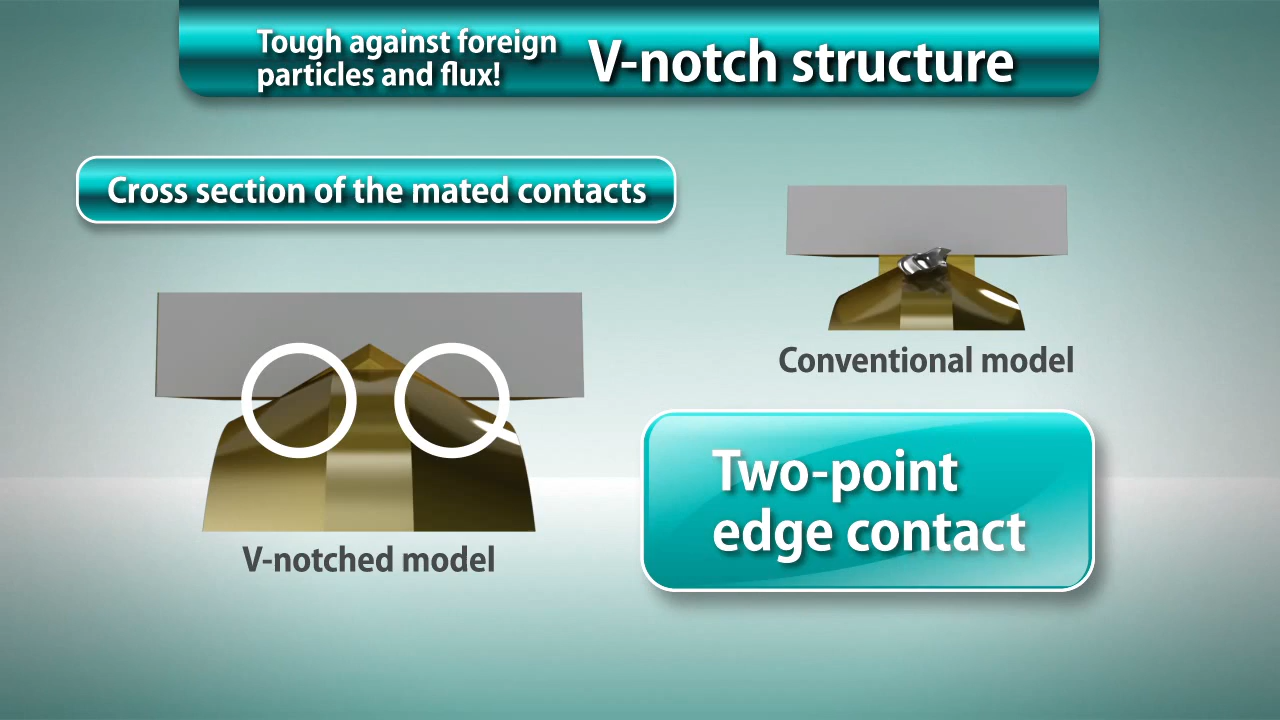 Tough against foreign
particles and flux!
V-notch structure
Cross section of the mated contacts
Conventional model
V-notched model
Two-point
edge contact